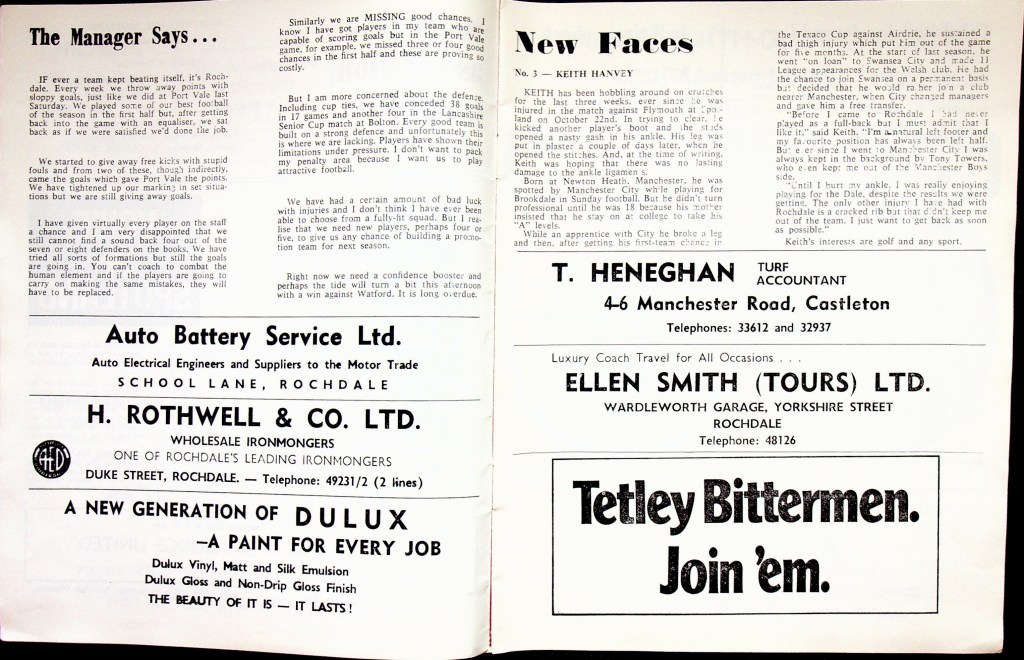 The Manager Says . . .
IF ever a team kept beating itself, it's Roch-
dale. Every week we throw away points with
sloppy goals, just like we did at Port Vale last
Saturday. We played some of our best football
of the season in the first half but, after getting
back into the game with an equaliser, we sat
back as if we were satisfied we'd done the job.
We started to give away free kicks with stupid
fouls and from two of these, though indirectly,
came the goals which gave Port Vale the points.
We have tightened up our marking in set situa-
tions but we are still giving away goals.
I have given virtually every player on the staff
a chance and I am very disappointed that we
still cannot find a sound back four out of the
seven or eight defenders on the books. We have
tried all sorts of formations but still the goals
are going in. You can't coach to combat the
human element and if the players are going to
carry on making the same mistakes, they will
have to be replaced.
Similarly we are MISSING good chances. I
know I have got players in my team who are
capable of scoring goals but in the Port Vale
game, for example, we missed three or four good
chances in the first half and these are proving so
costly.
But I am more concerned about the defence.
Including cup ties, we have conceded 38 goals
in 17 games and another four in the Lancashire
Senior Cup match at Bolton. Every good team is
built on a strong defence and unfortunately this
is where we are lacking. Players have shown their
limitations under pressure. I don't want to pack
my penalty area because I want us to play
attractive football.
We have had a certain amount of bad luck
with injuries and I don't think I have ever been
able to choose from a fully-fit squad. But I rea-
lise that we need new players, perhaps four or
five, to give us any chance of building a promo-
tion team for next season.
Right now we need a confidence booster and
perhaps the tide will turn a bit this afternoon
with a win against Watford. It is long overdue.
Auto Battery Service Ltd.
Auto Electrical Engineers and Suppliers to the Motor Trade
SCHOOL LANE, ROCHDALE
H. ROTHWELL & CO. LTD.
WHOLESALE IRONMONGERS
ONE OF ROCHDALE'S LEADING IRONMONGERS
DUKE STREET, ROCHDALE. — Telephone: 49231/2 (2 lines)
A NEW GENERATION OF DULUX
—A PAINT FOR EVERY JOB
Dulux Vinyl, Matt and Silk Emulsion
Dulux Gloss and Non-Drip Gloss Finish
THE BEAUTY OF IT IS — IT LASTS !
New Faces
No. 3 — KEITH HANVEY
KEITH has been hobbling around on crutches
for the last three weeks, ever since he was
injured in the match against Plymouth at Spo
land on October 22nd. In trying to clear, he
kicked another player's boot and the studs
opened a nasty gash in his ankle. His leg was
put in plaster a couple of days later, when he
opened the stitches. And, at the time of writing,
Keith was hoping that there was no lasting
damage to the ankle ligamen s.
Born at Newton Heath, Manchester, he was
spotted by Manchester City while playing for
Brookdale in Sunday football. But he didn't turn
professional until he was 18 because his mother
insisted that he stay on at college to take his
"A" levels.
While an apprentice with City he broke a leg
and then, after getting his first-team chance in
the Texaco Cup against Airdrie, he sustained a
bad thigh injury which put him out of the game
for five months. At the start of last season, he
went "on loan" to Swansea City and made 11
League appearances for the Welsh club. He had
the chance to join Swansea on a permanent basis
but decided that he would rather join a club
nearer Manchester, when City changed managers
and gave him a free transfer.
"Before I came to Rochdale I had never
played as a full-back but I must admit that I
like it," said Keith. "I'm a natural left footer and
my favourite position has always been left half.
But ever since I went to Manchester City I was
always kept in the background by Tony Towers,
who even kept me out of the Manchester Boys
side.
"Until I hurt my ankle, I was really enjoying
playing for the Dale, despite the results we were
getting. The only other injury I have had with
Rochdale is a cracked rib but that didn't keep me
out of the team. I just want to get back as soon
as possible."
Keith's interests are golf and any sport.
T. HENEGHAN TURF ACCOUNTANT
4-6 Manchester Road, Castleton
Telephones: 33612 and 32937
Luxury Coach Travel for All Occasions . . .
ELLEN SMITH (TOURS) LTD.
WARDLEWORTH GARAGE, YORKSHIRE STREET
ROCHDALE
Telephone: 48126
Tetley Bittermen.
Join 'em.